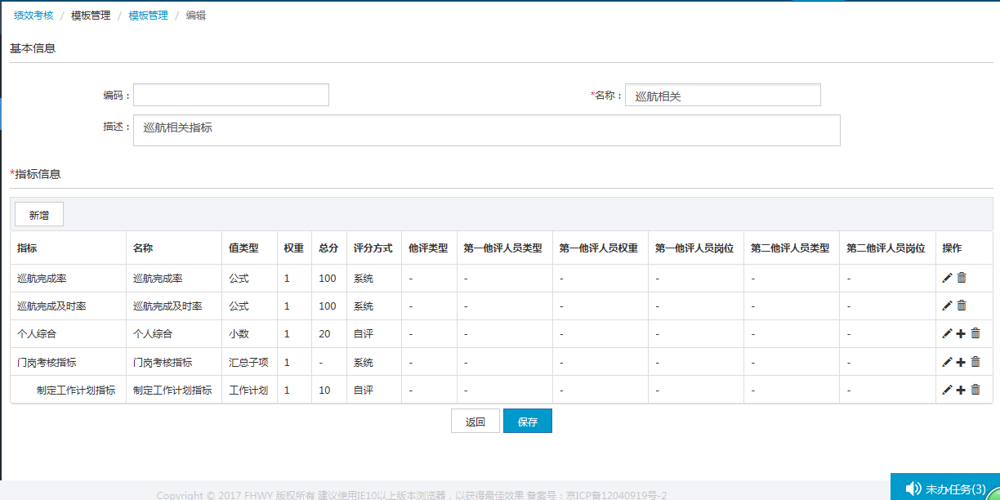 绩效考核 / 模板管理 / 模板管理 / 编辑
基本信息
编码： *名称： 巡航相关
描述： 巡航相关指标
*指标信息
新增
指标 名称 值类型 权重 总分 评分方式 他评类型 第一他评人员类型 第一他评人员权重 第一他评人员岗位 第二他评人员类型 第二他评人员岗位 操作
巡航完成率 巡航完成率 公式 1 100 系统 - - - - - -
巡航完成及时率 巡航完成及时率 公式 1 100 系统 - - - - - -
个人综合 个人综合 小数 1 20 自评 - - - - - -
门岗考核指标 门岗考核指标 汇总子项 1 - 系统 - - - - - -
制定工作计划指标 制定工作计划指标 工作计划 1 10 自评 - - - - - -
返回 保存
Copyright © 2017 FHWY 版权所有 建议使用IE10以上版本浏览器，以获得最佳效果 备案号：京ICP备12040919号-2
未办任务(3)